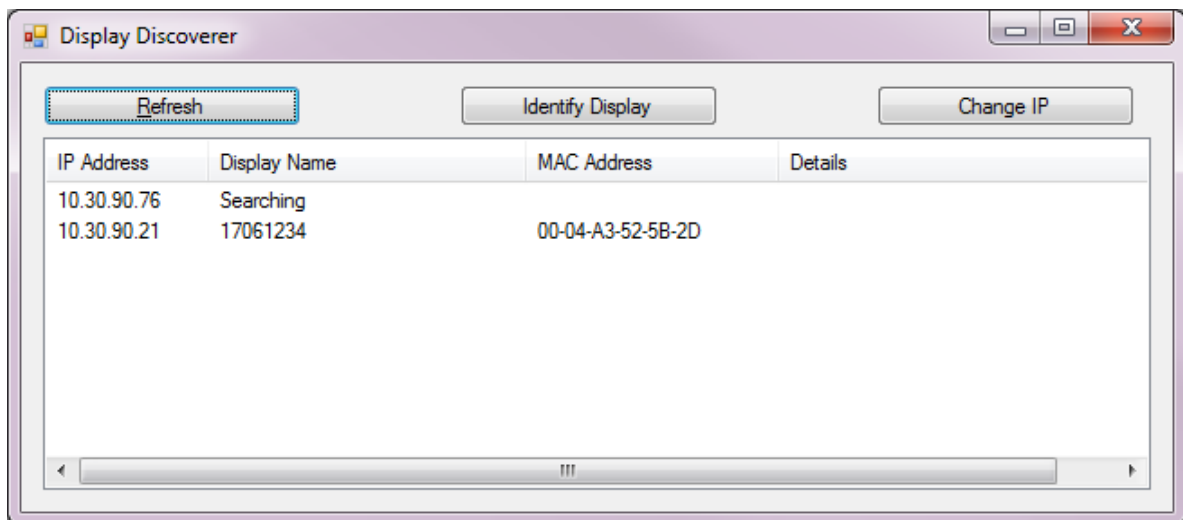 Display Discoverer
Refresh Identify Display Change IP
IP Address Display Name MAC Address Details
10.30.90.76 Searching
10.30.90.21 17061234 00-04-A3-52-5B-2D